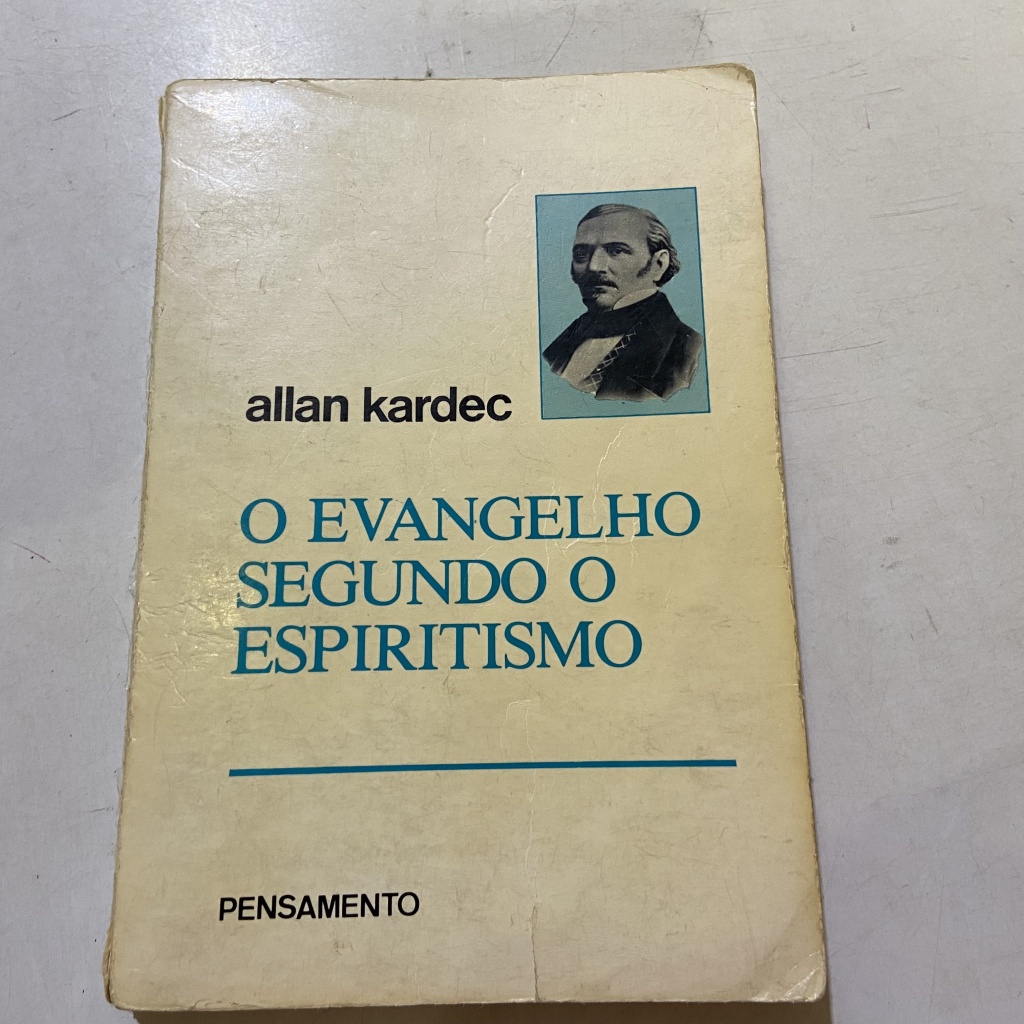 allan kardec
O EVANGELHO
SEGUNDO O
ESPIRITISMO
PENSAMENTO